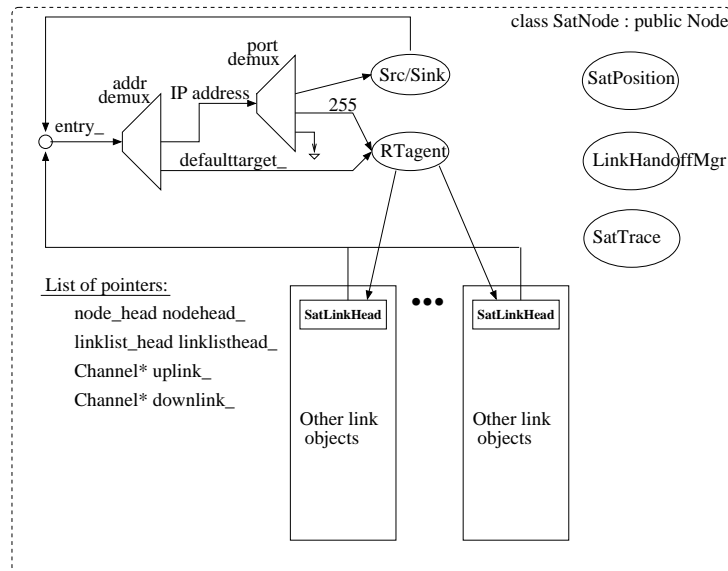 class SatNode : public Node
port
demux
addr
demux
IP address
Src/Sink
SatPosition
255
entry_
defaulttarget_
RTagent
LinkHandoffMgr
SatTrace
List of pointers:
node_head nodehead_
linklist_head linklisthead_
Channel* uplink_
Channel* downlink_
SatLinkHead
SatLinkHead
Other link
objects
Other link
objects